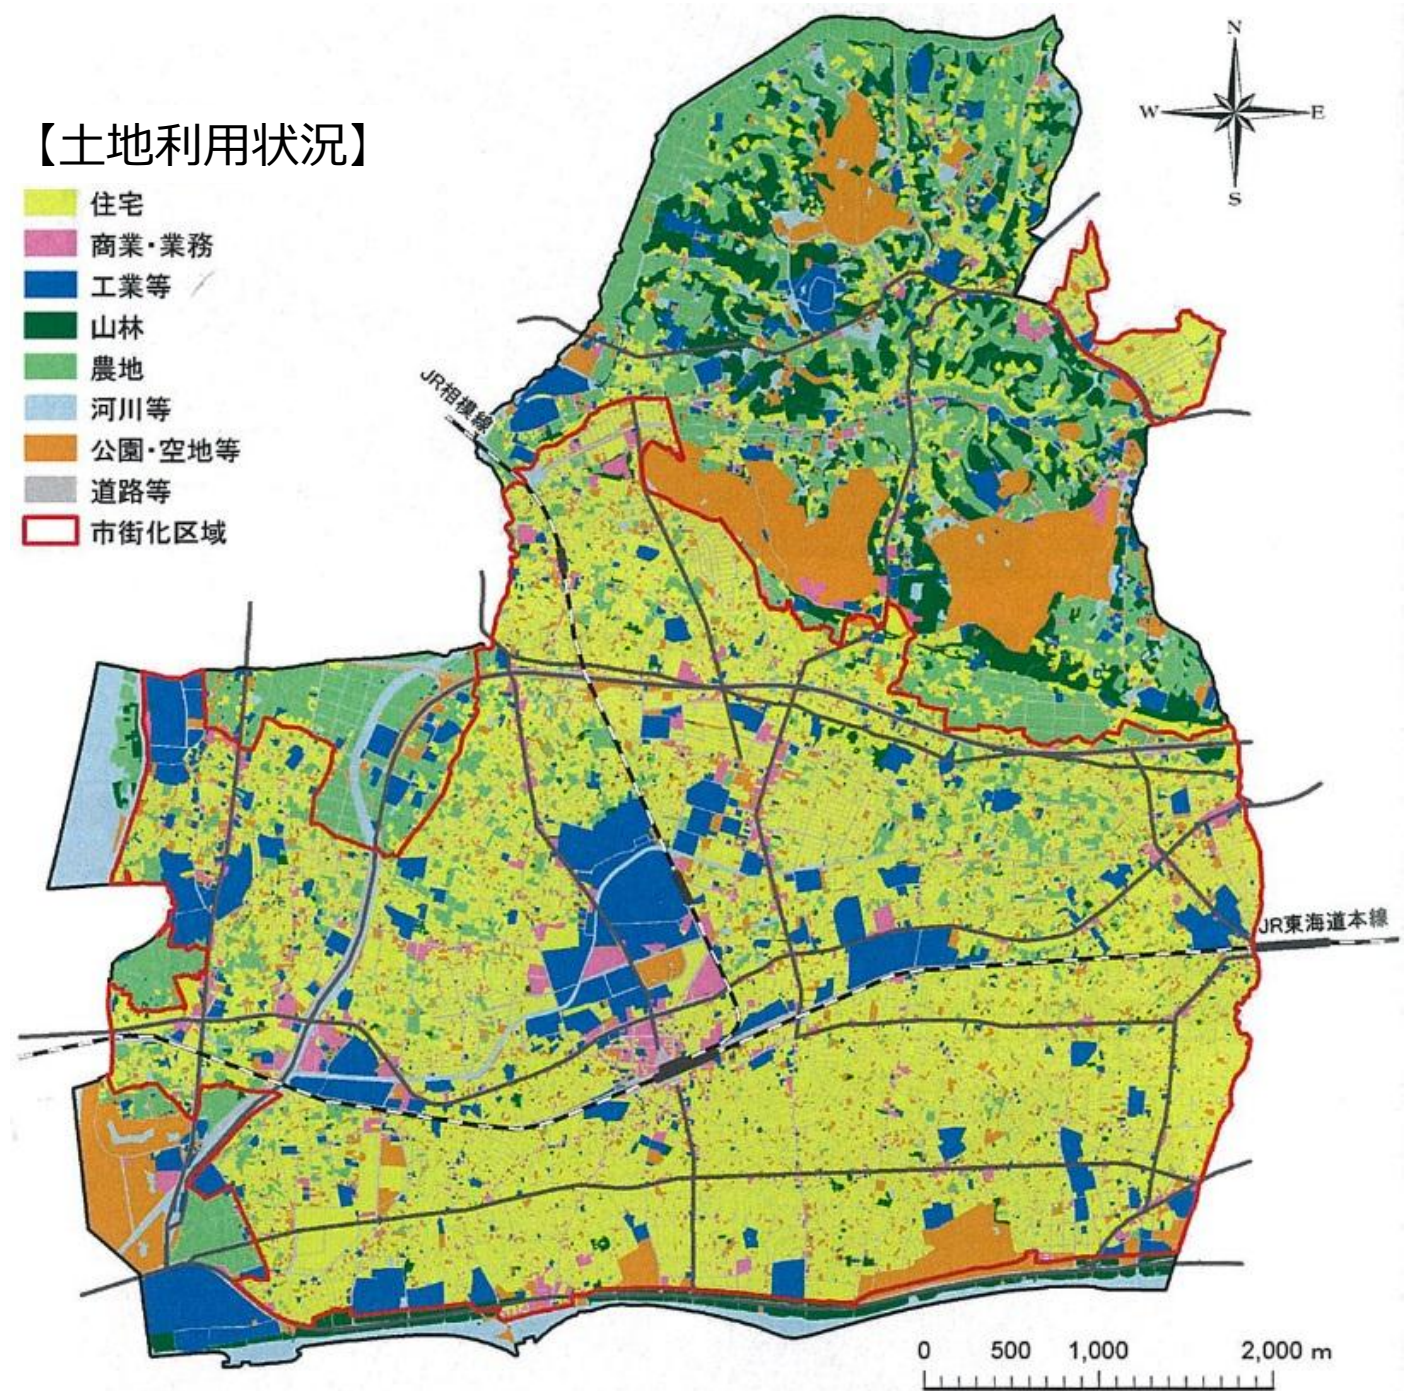 【土地利用状況】
住宅
商業・業務
工業等
山林
農地
河川等
公園・空地等
道路等
市街化区域
N
W
E
S
JR相模線
JR東海道本線
0 500 1,000 2,000 m